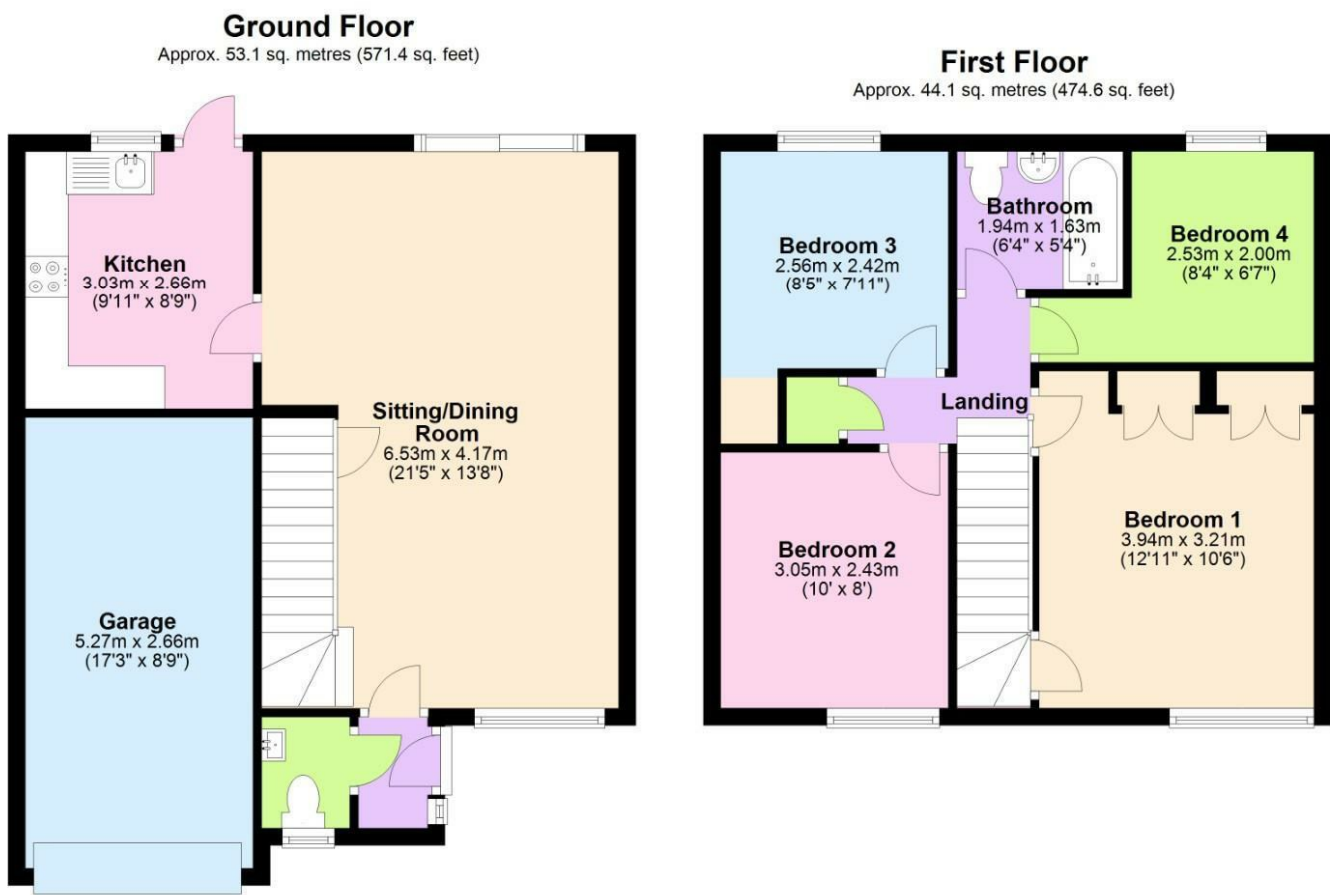 Ground Floor
Approx. 53.1 sq. metres (571.4 sq. feet)
Kitchen
3.03m x 2.66m
(9'11" x 8'9")
Sitting/Dining
Room
6.53m x 4.17m
(21'5" x 13'8")
Garage
5.27m x 2.66m
(17'3" x 8'9")
First Floor
Approx. 44.1 sq. metres (474.6 sq. feet)
Bedroom 3
2.56m x 2.42m
(8'5" x 7'11")
Bathroom
1.94m x 1.63m
(6'4" x 5'4")
Bedroom 4
2.53m x 2.00m
(8'4" x 6'7")
Landing
Bedroom 2
3.05m x 2.43m
(10' x 8')
Bedroom 1
3.94m x 3.21m
(12'11" x 10'6")